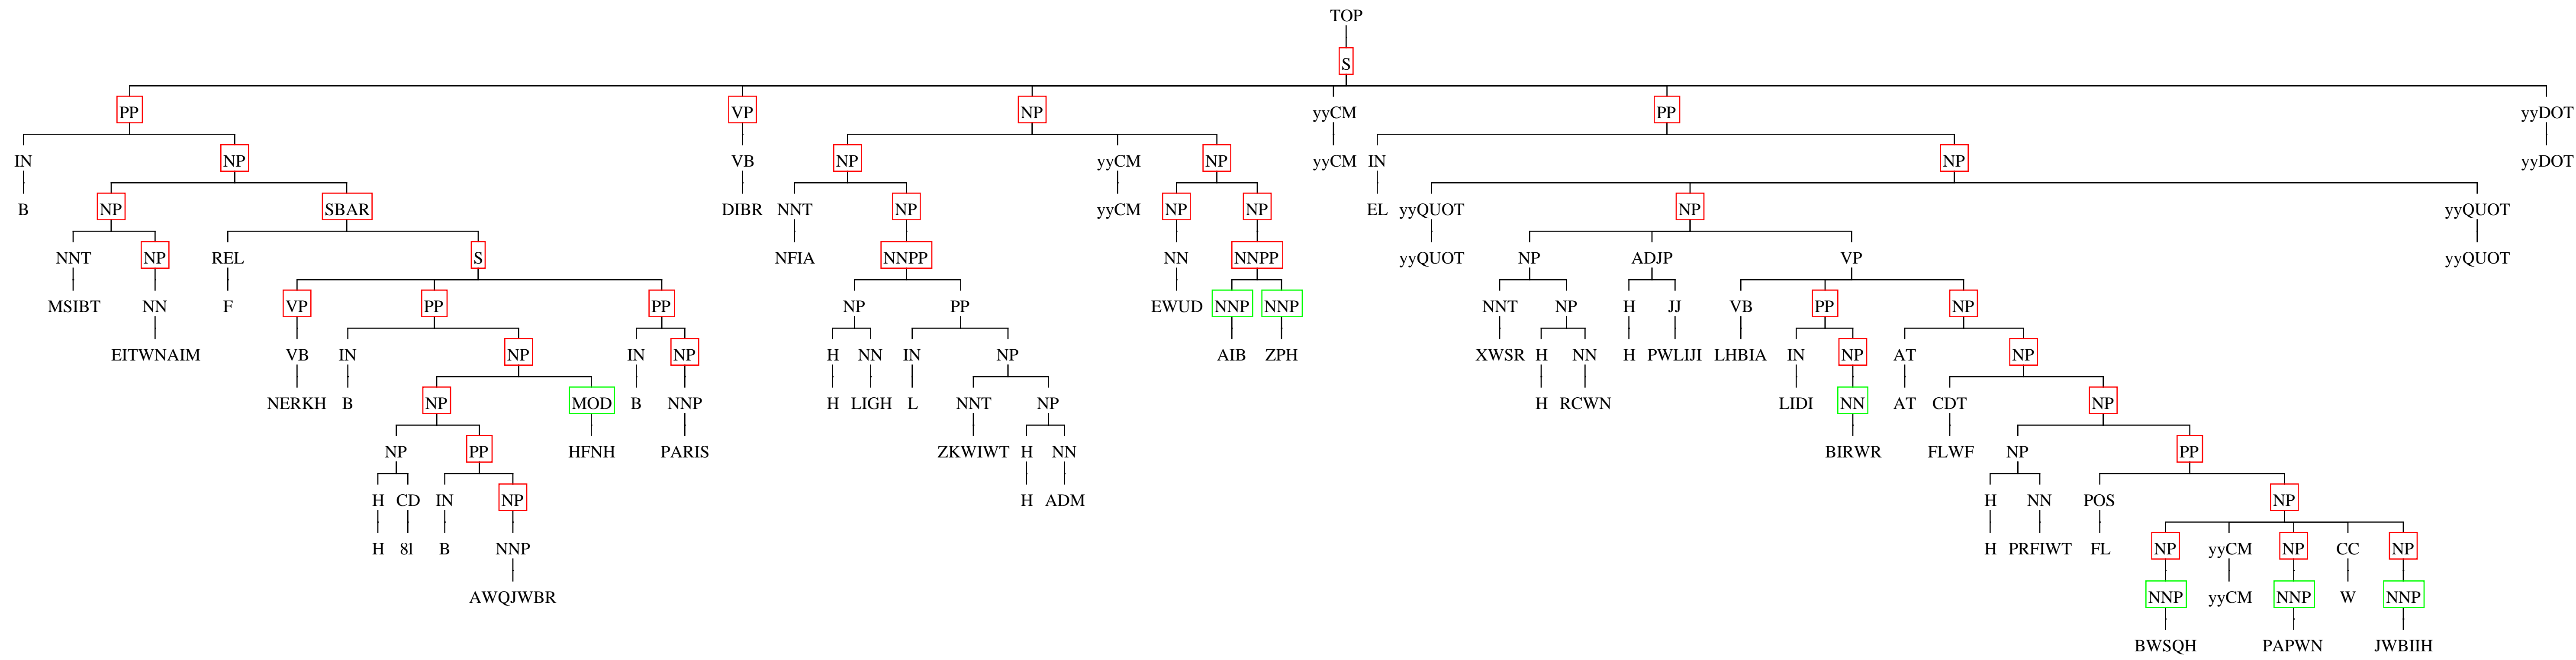 TOP
S
PP VP NP yyCM PP yyDOT
IN NP VB NP yyCM NP yyCM IN NP yyDOT
B NP SBAR DIBR NNT NP yyCM NP NP EL yyQUOT NP yyQUOT
NNT NP REL S NFIA NNPP NN NNPP yyQUOT NP ADJP VP yyQUOT
MSIBT NN F VP PP PP NP PP EWUD NNP NNP NNT NP H JJ VB PP NP
EITWNAIM VB IN NP IN NP H NN IN NP AIB ZPH XWSR H NN H PWLIJI LHBIA IN NP AT NP
NERKH B NP MOD B NNP H LIGH L NNT NP H RCWN LIDI NN AT CDT NP
NP PP HFNH PARIS ZKWIWT H NN BIRWR FLWF NP PP
H CD IN NP H ADM H NN POS NP
H 81 B NNP H PRFIWT FL NP yyCM NP CC NP
AWQJWBR NNP yyCM NNP W NNP
BWSQH PAPWN JWBIIH